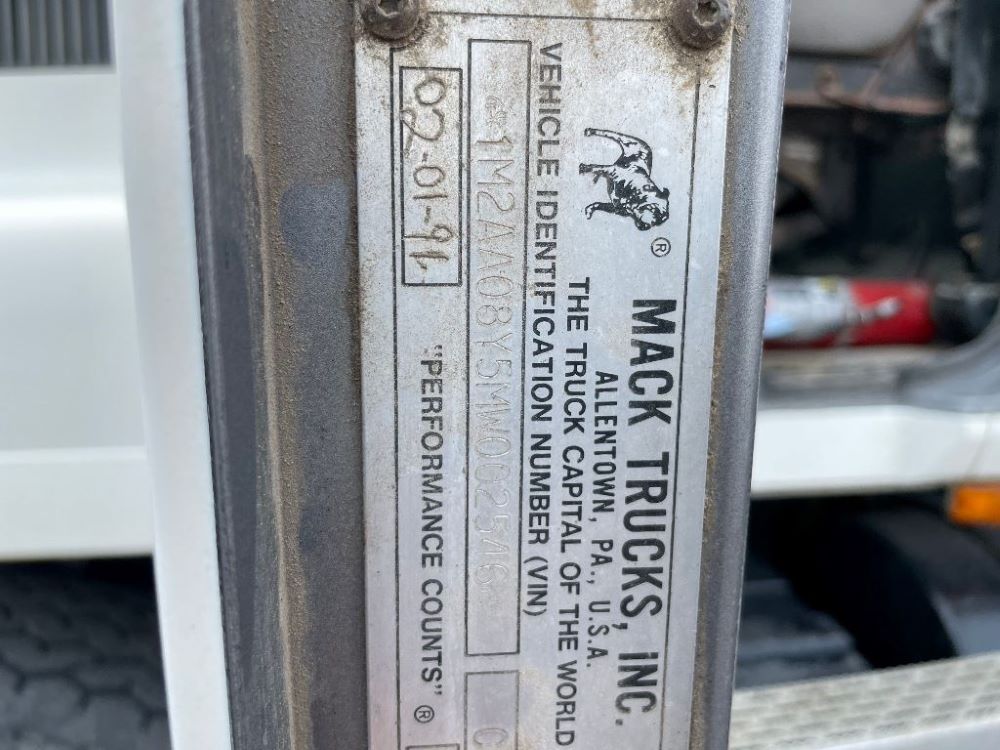 MACK TRUCKS, INC.
ALLENTOWN, PA., U.S.A.
THE TRUCK CAPITAL OF THE WORLD
VEHICLE IDENTIFICATION NUMBER (VIN)
*1M2AA08Y5MW002546 C
02-01-91 "PERFORMANCE COUNTS" ®